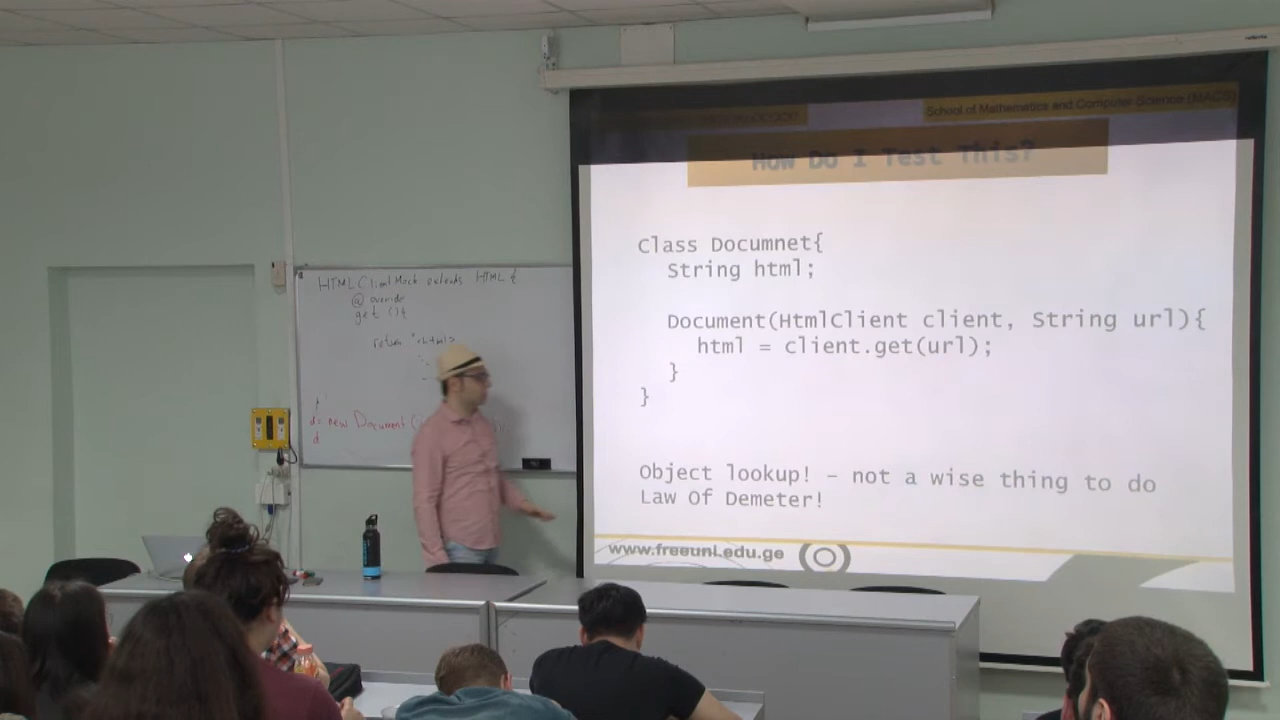 School of Mathematics and Computer Science (MACS)
How Do I Test This?
Class Documnet{
String html;
Document(HtmlClient client, String url){
html = client.get(url);
}
}
Object lookup! – not a wise thing to do
Law Of Demeter!
www.freeuni.edu.ge
HTMLClientMock extends HTML {
@ override
get (){
return "<html>
d = new Document (
d